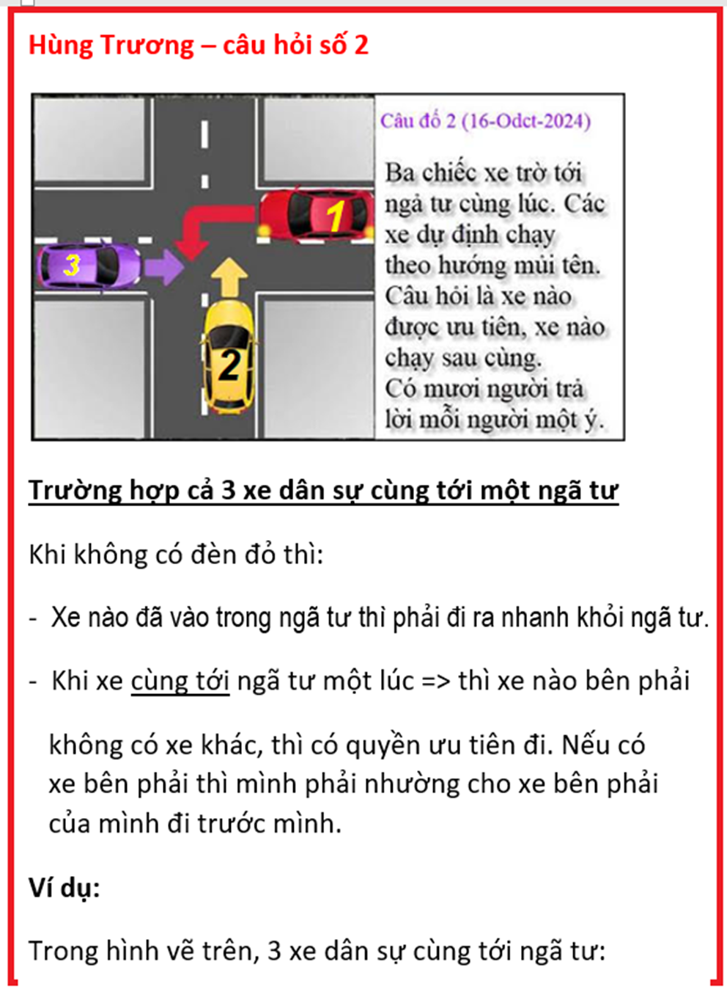 Hùng Trương – câu hỏi số 2
Câu đố 2 (16-Odct-2024)
Ba chiếc xe trờ tới
ngả tư cùng lúc. Các
xe dự định chạy
theo hướng mủi tên.
Câu hỏi là xe nào
được ưu tiên, xe nào
chạy sau cùng.
Có mươi người trả
lời mỗi người một ý.
1
3
2
Trường hợp cả 3 xe dân sự cùng tới một ngã tư
Khi không có đèn đỏ thì:
- Xe nào đã vào trong ngã tư thì phải đi ra nhanh khỏi ngã tư.
- Khi xe cùng tới ngã tư một lúc => thì xe nào bên phải
không có xe khác, thì có quyền ưu tiên đi. Nếu có
xe bên phải thì mình phải nhường cho xe bên phải
của mình đi trước mình.
Ví dụ:
Trong hình vẽ trên, 3 xe dân sự cùng tới ngã tư: